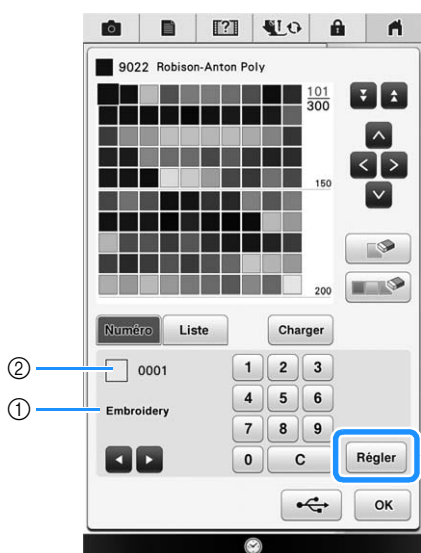 [?]
9022 Robison-Anton Poly
101
300
150
200
Numéro Liste Charger
② 0001
① Embroidery
1 2 3
4 5 6
7 8 9
0 C Régler
OK